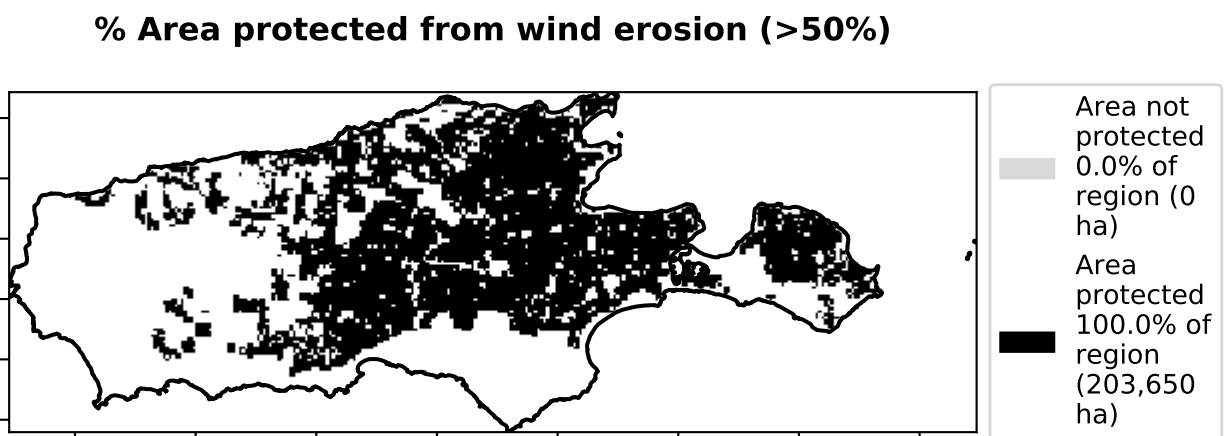 % Area protected from wind erosion (>50%)
Area not
protected
0.0% of
region (0
ha)
Area
protected
100.0% of
region
(203,650
ha)